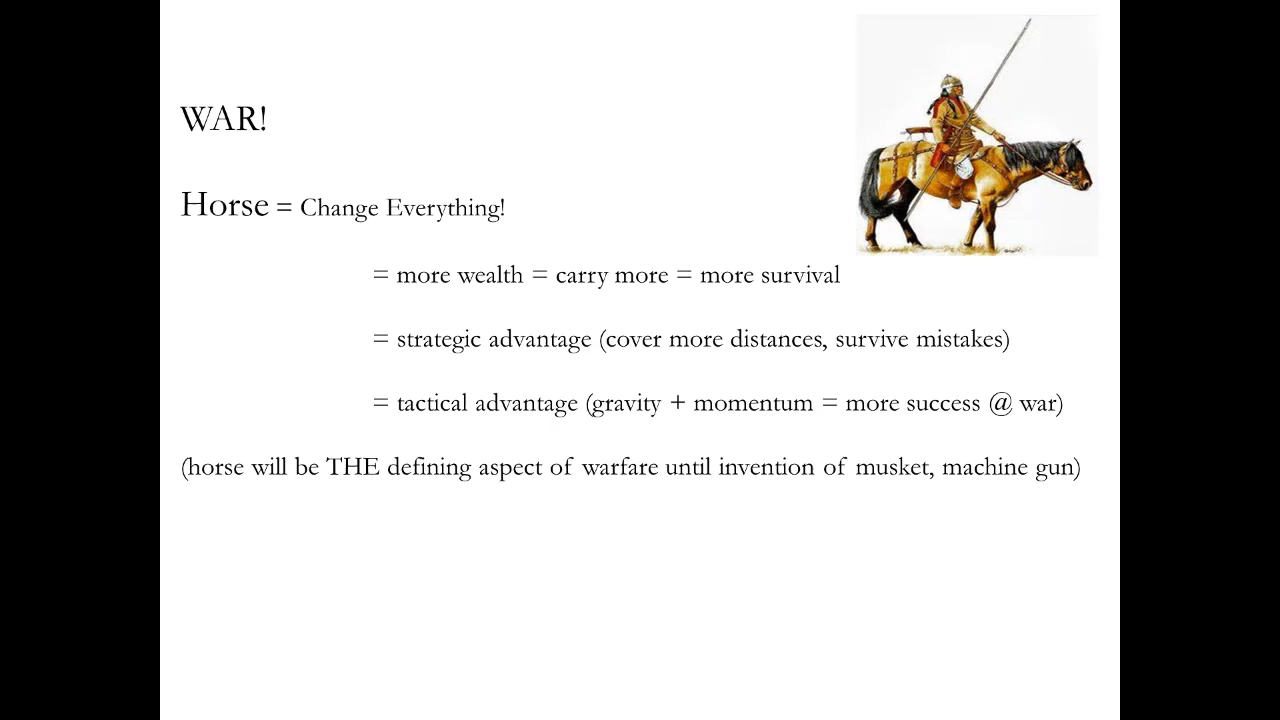 WAR!
Horse = Change Everything!
= more wealth = carry more = more survival
= strategic advantage (cover more distances, survive mistakes)
= tactical advantage (gravity + momentum = more success @ war)
(horse will be THE defining aspect of warfare until invention of musket, machine gun)